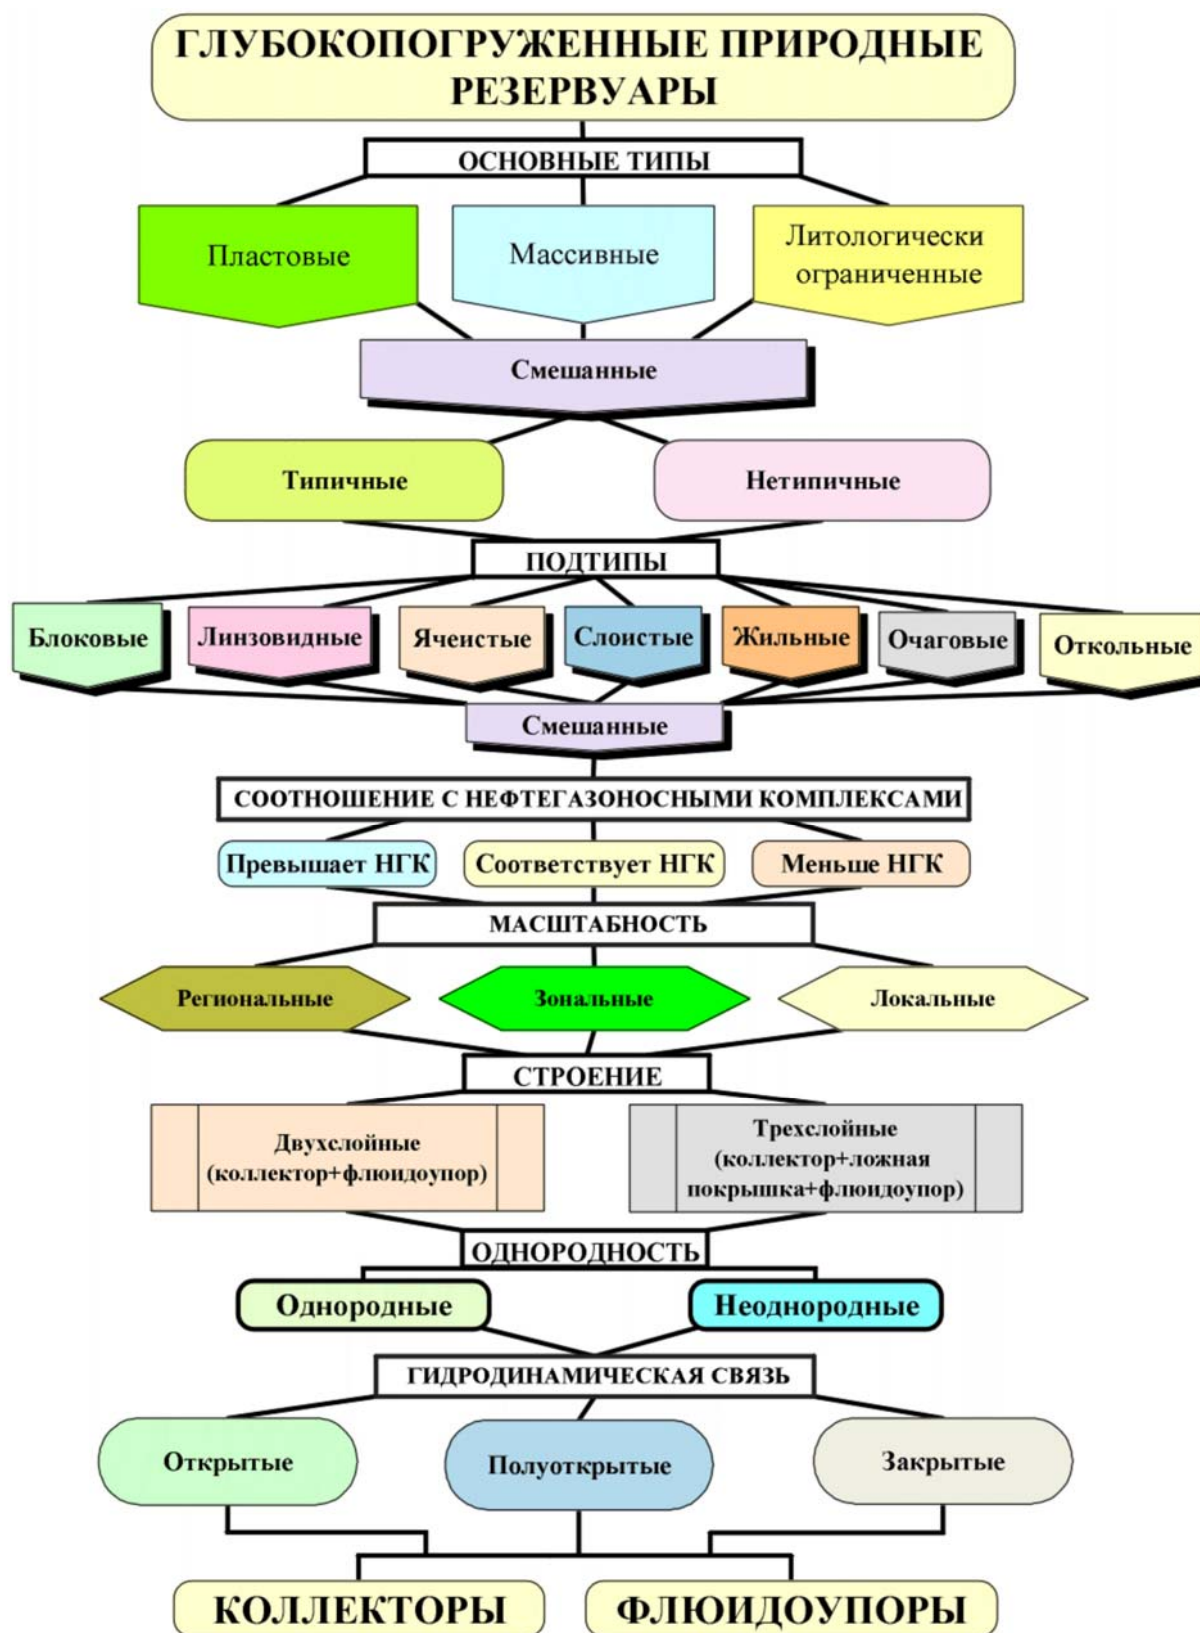 ГЛУБОКОПОГРУЖЕННЫЕ ПРИРОДНЫЕ
РЕЗЕРВУАРЫ
ОСНОВНЫЕ ТИПЫ
Пластовые
Массивные
Литологически
ограниченные
Смешанные
Типичные
Нетипичные
ПОДТИПЫ
Блоковые
Линзовидные
Ячеистые
Слоистые
Жильные
Очаговые
Откольные
Смешанные
СООТНОШЕНИЕ С НЕФТЕГАЗОНОСНЫМИ КОМПЛЕКСАМИ
Превышает НГК
Соответствует НГК
Меньше НГК
МАСШТАБНОСТЬ
Региональные
Зональные
Локальные
СТРОЕНИЕ
Двухслойные
(коллектор+флюидоупор)
Трехслойные
(коллектор+ложная
покрышка+флюидоупор)
ОДНОРОДНОСТЬ
Однородные
Неоднородные
ГИДРОДИНАМИЧЕСКАЯ СВЯЗЬ
Открытые
Полуоткрытые
Закрытые
КОЛЛЕКТОРЫ
ФЛЮИДОУПОРЫ